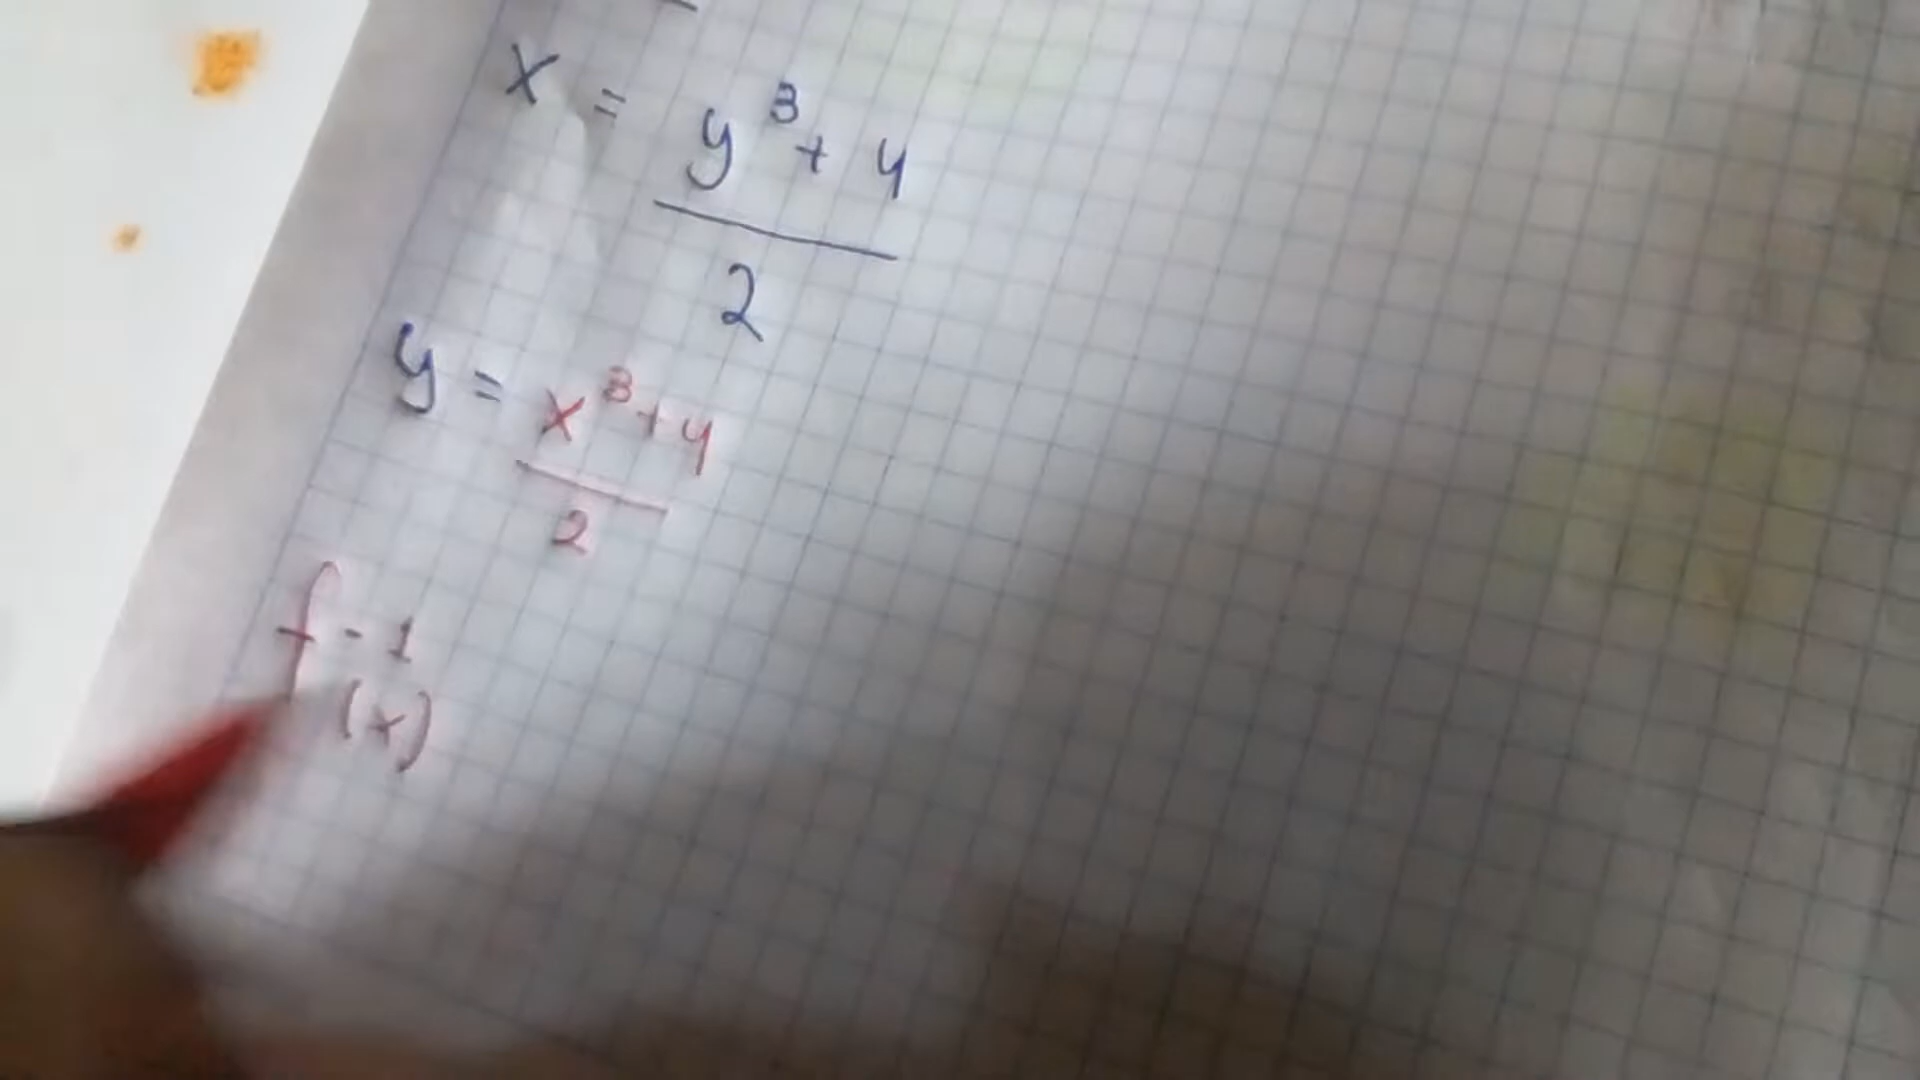 x = y³ + 4
2
y = x³ + 4
2
f⁻¹(x)